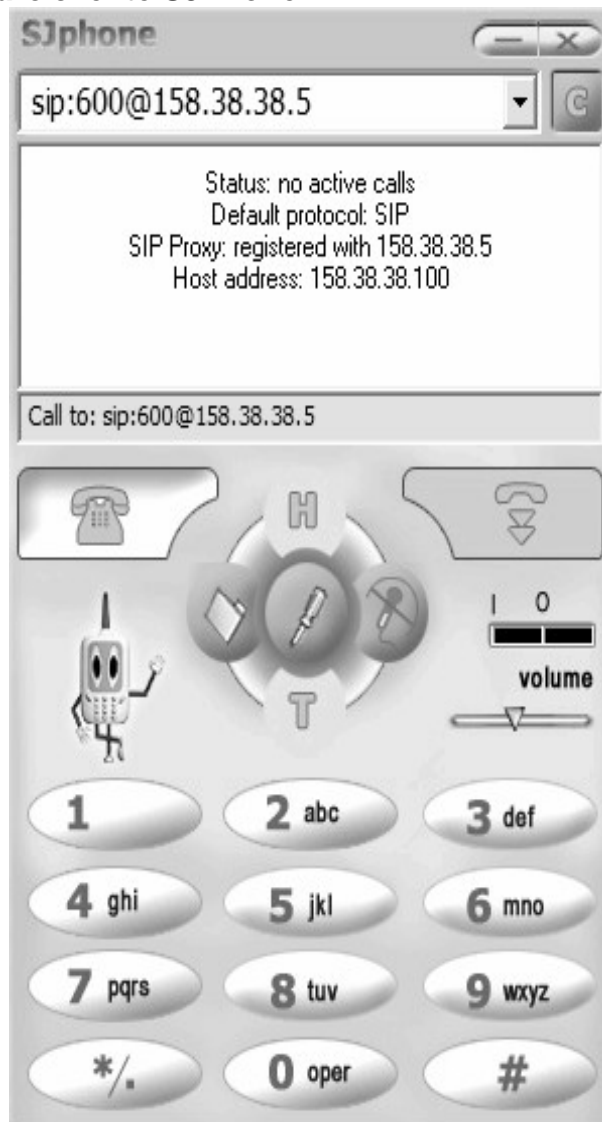 SJphone
sip:600@158.38.38.5
C
Status: no active calls
Default protocol: SIP
SIP Proxy: registered with 158.38.38.5
Host address: 158.38.38.100
Call to: sip:600@158.38.38.5
H
I O
volume
T
1
2 abc
3 def
4 ghi
5 jkl
6 mno
7 pqrs
8 tuv
9 wxyz
*/.
0 oper
#